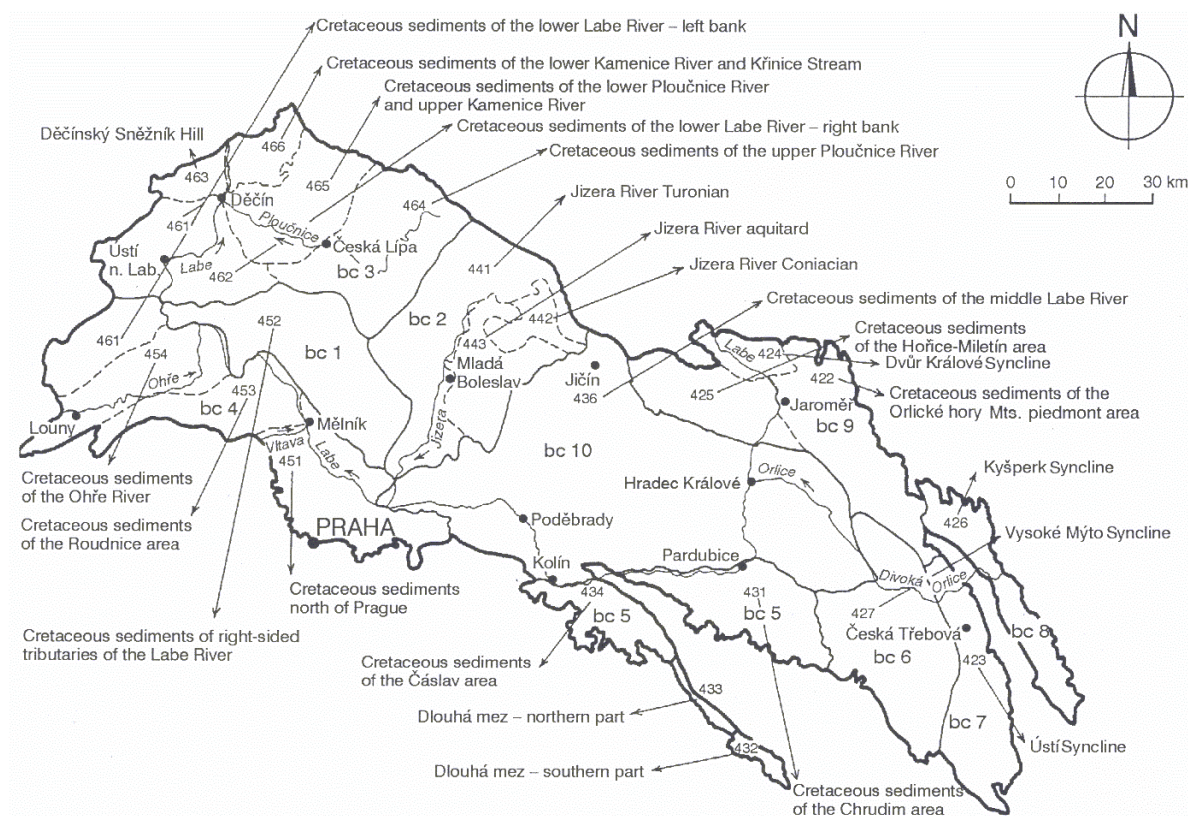 Cretaceous sediments of the lower Labe River – left bank
Cretaceous sediments of the lower Kamenice River and Křinice Stream
Cretaceous sediments of the lower Ploučnice River
and upper Kamenice River
Cretaceous sediments of the lower Labe River – right bank
Cretaceous sediments of the upper Ploučnice River
Jizera River Turonian
Jizera River aquitard
Jizera River Coniacian
Cretaceous sediments of the middle Labe River
Cretaceous sediments
of the Hořice-Miletín area
Dvůr Králové Syncline
Cretaceous sediments of the
Orlické hory Mts. piedmont area
Kyšperk Syncline
Vysoké Mýto Syncline
Ústí Syncline
N
0 10 20 30 km
Děčínský Sněžník Hill
466
463
465
464
461
Děčín
Ploučnice
Česká Lípa
Ústí
n. Lab.
Labe
462
bc 3
441
442
443
bc 2
461
452
454
bc 1
Ohře
453
bc 4
Louny
Mělník
Vltava
451
Labe
Mladá
Boleslav
Jizera
Jičín
436
425
Labe
424
422
Jaroměř
bc 9
bc 10
Hradec Králové
Orlice
426
PRAHA
Poděbrady
Kolín
Pardubice
434
bc 5
431
bc 5
Divoká Orlice
427
Česká Třebová
bc 6
423
bc 8
bc 7
433
432
Cretaceous sediments
of the Ohře River
Cretaceous sediments
of the Roudnice area
Cretaceous sediments
north of Prague
Cretaceous sediments of right-sided
tributaries of the Labe River
Cretaceous sediments
of the Čáslav area
Dlouhá mez – northern part
Dlouhá mez – southern part
Cretaceous sediments
of the Chrudim area